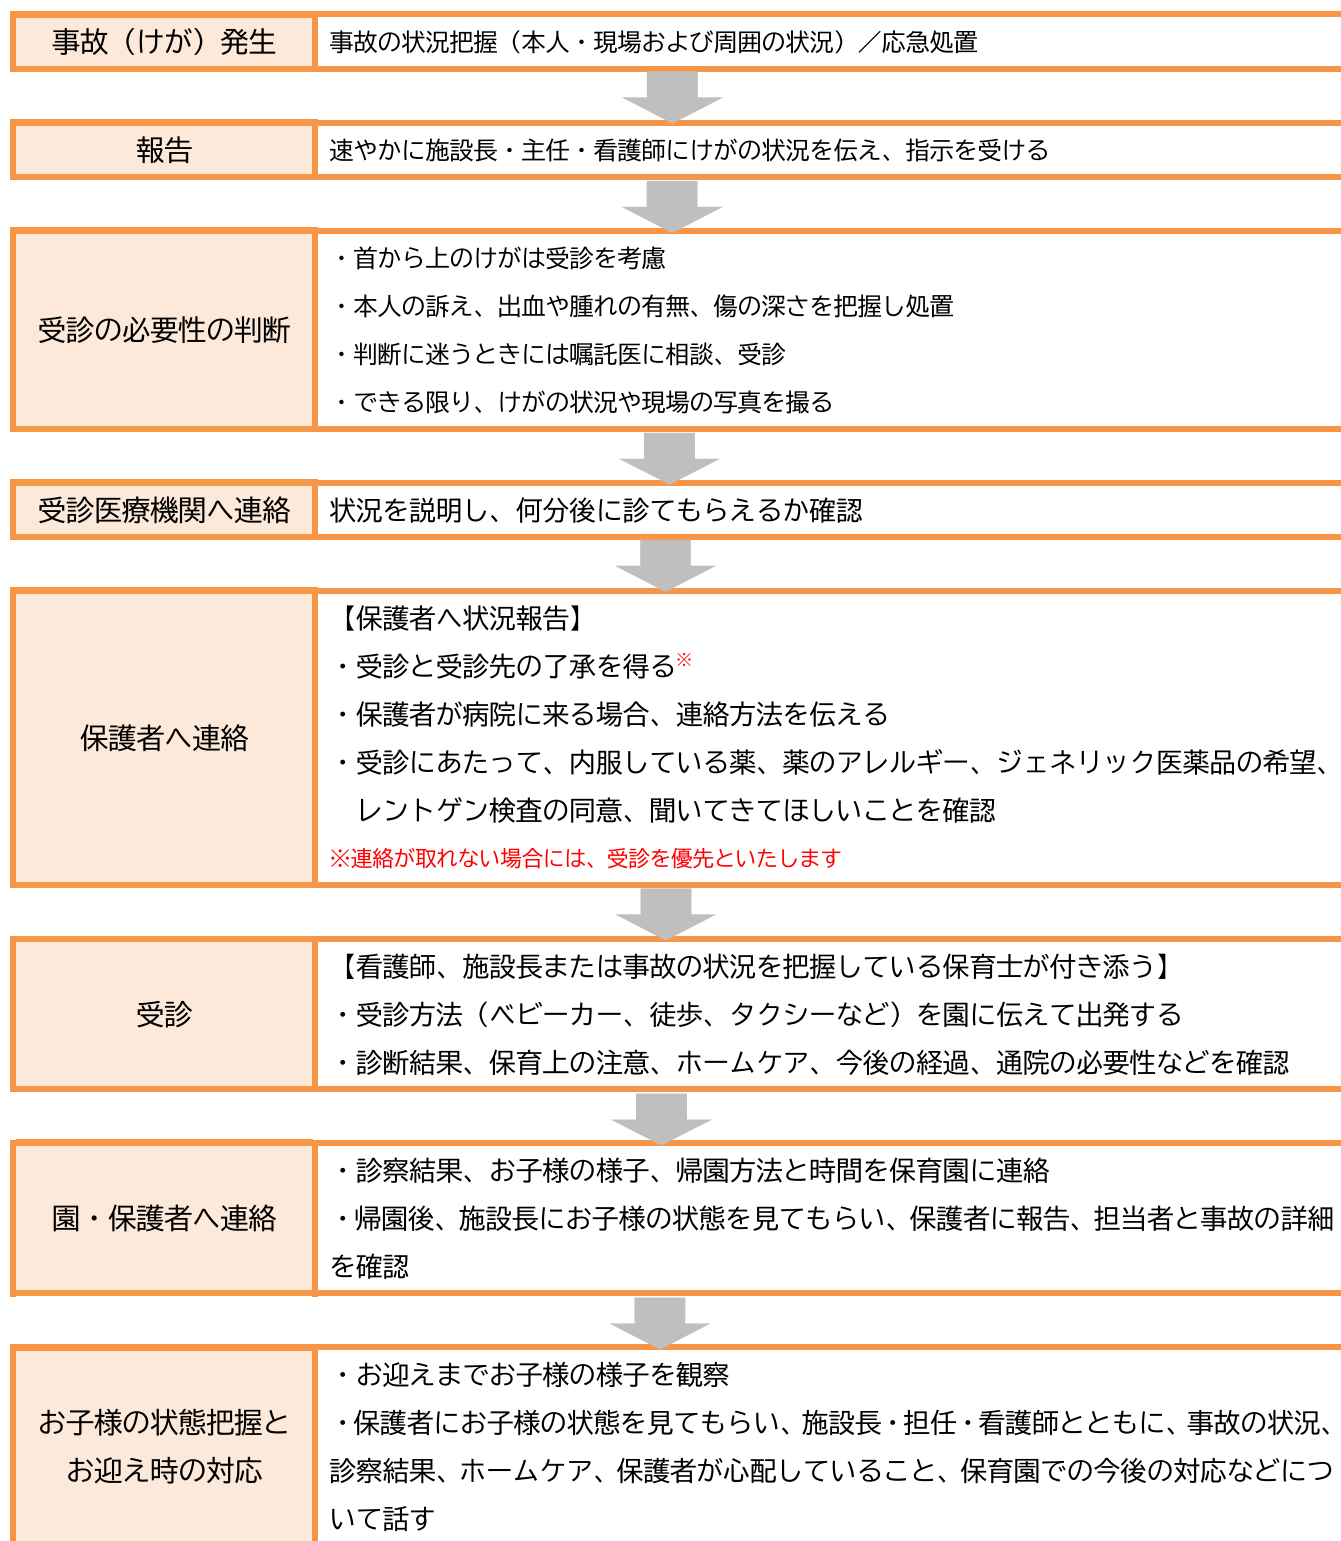 事故（けが）発生
事故の状況把握（本人・現場および周囲の状況）／応急処置
報告
速やかに施設長・主任・看護師にけがの状況を伝え、指示を受ける
受診の必要性の判断
・首から上のけがは受診を考慮
・本人の訴え、出血や腫れの有無、傷の深さを把握し処置
・判断に迷うときには嘱託医に相談、受診
・できる限り、けがの状況や現場の写真を撮る
受診医療機関へ連絡
状況を説明し、何分後に診てもらえるか確認
保護者へ連絡
【保護者へ状況報告】
・受診と受診先の了承を得る※
・保護者が病院に来る場合、連絡方法を伝える
・受診にあたって、内服している薬、薬のアレルギー、ジェネリック医薬品の希望、
レントゲン検査の同意、聞いてきてほしいことを確認
※連絡が取れない場合には、受診を優先といたします
受診
【看護師、施設長または事故の状況を把握している保育士が付き添う】
・受診方法（ベビーカー、徒歩、タクシーなど）を園に伝えて出発する
・診断結果、保育上の注意、ホームケア、今後の経過、通院の必要性などを確認
園・保護者へ連絡
・診察結果、お子様の様子、帰園方法と時間を保育園に連絡
・帰園後、施設長にお子様の状態を見てもらい、保護者に報告、担当者と事故の詳細
を確認
お子様の状態把握と
お迎え時の対応
・お迎えまでお子様の様子を観察
・保護者にお子様の状態を見てもらい、施設長・担任・看護師とともに、事故の状況、
診察結果、ホームケア、保護者が心配していること、保育園での今後の対応などにつ
いて話す